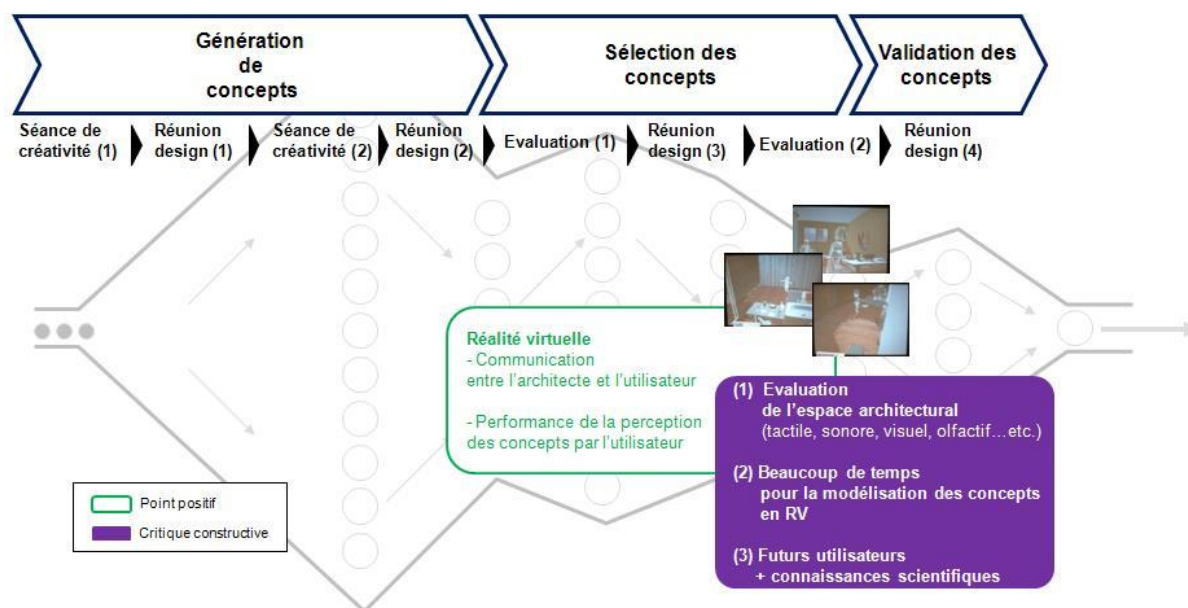 Génération
de
concepts
Sélection des
concepts
Validation des
concepts
Séance de
créativité (1)
Réunion
design (1)
Séance de
créativité (2)
Réunion
design (2)
Evaluation (1)
Réunion
design (3)
Evaluation (2)
Réunion
design (4)
Réalité virtuelle
- Communication
entre l'architecte et l'utilisateur
- Performance de la perception
des concepts par l'utilisateur
(1) Evaluation
de l'espace architectural
(tactile, sonore, visuel, olfactif…etc.)
(2) Beaucoup de temps
pour la modélisation des concepts
en RV
(3) Futurs utilisateurs
+ connaissances scientifiques
Point positif
Critique constructive